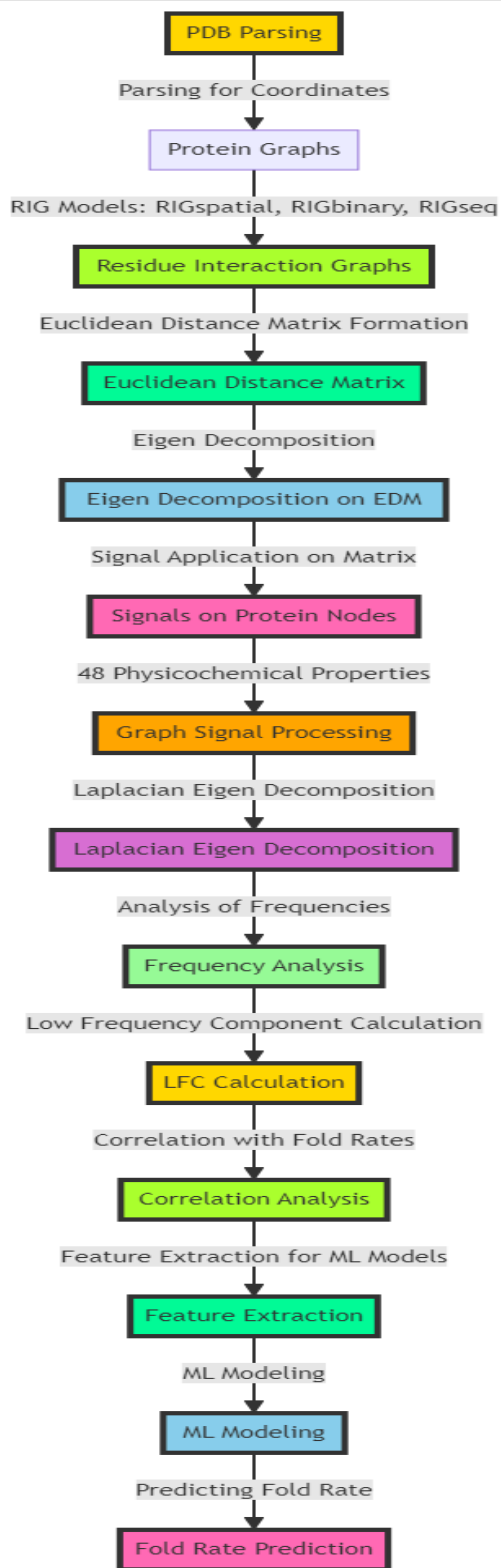 PDB Parsing
Parsing for Coordinates
Protein Graphs
RIG Models: RIGspatial, RIGbinary, RIGseq
Residue Interaction Graphs
Euclidean Distance Matrix Formation
Euclidean Distance Matrix
Eigen Decomposition
Eigen Decomposition on EDM
Signal Application on Matrix
Signals on Protein Nodes
48 Physicochemical Properties
Graph Signal Processing
Laplacian Eigen Decomposition
Laplacian Eigen Decomposition
Analysis of Frequencies
Frequency Analysis
Low Frequency Component Calculation
LFC Calculation
Correlation with Fold Rates
Correlation Analysis
Feature Extraction for ML Models
Feature Extraction
ML Modeling
ML Modeling
Predicting Fold Rate
Fold Rate Prediction